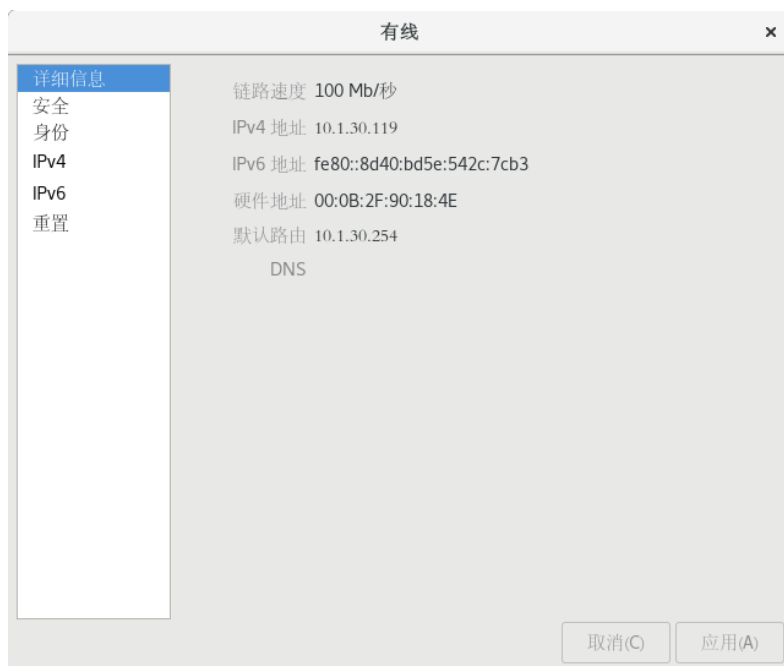 有线
详细信息
安全
身份
IPv4
IPv6
重置
链路速度 100 Mb/秒
IPv4 地址 10.1.30.119
IPv6 地址 fe80::8d40:bd5e:542c:7cb3
硬件地址 00:0B:2F:90:18:4E
默认路由 10.1.30.254
DNS
取消(C) 应用(A)